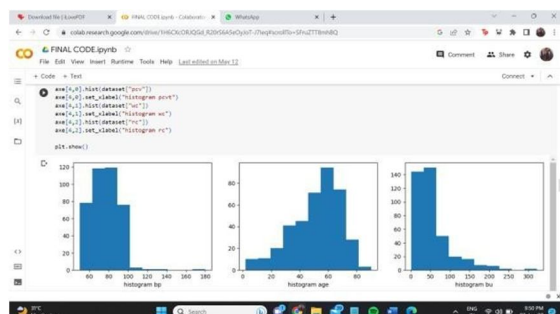 Download file | iLovePDF
FINAL CODE.ipynb - Colaborator
WhatsApp
colab.research.google.com/drive/
FINAL CODE.ipynb
File Edit View Insert Runtime Tools Help Last edited on May 12
Comment Share
+ Code + Text
Connect
axe[4,0].hist(dataset["pcv"])
axe[4,0].set_xlabel("histogram pcvt")
axe[4,1].hist(dataset["wc"])
axe[4,1].set_xlabel("histogram wc")
axe[4,2].hist(dataset["rc"])
axe[4,2].set_xlabel("histogram rc")
plt.show()
120
100
80
60
40
20
0
60 80 100 120 140 160 180
histogram bp
80
60
40
20
0
0 20 40 60 80
histogram age
140
120
100
80
60
40
20
0
0 50 100 150 200 250 300
histogram bu
35°C
Search
ENG
9:50 PM